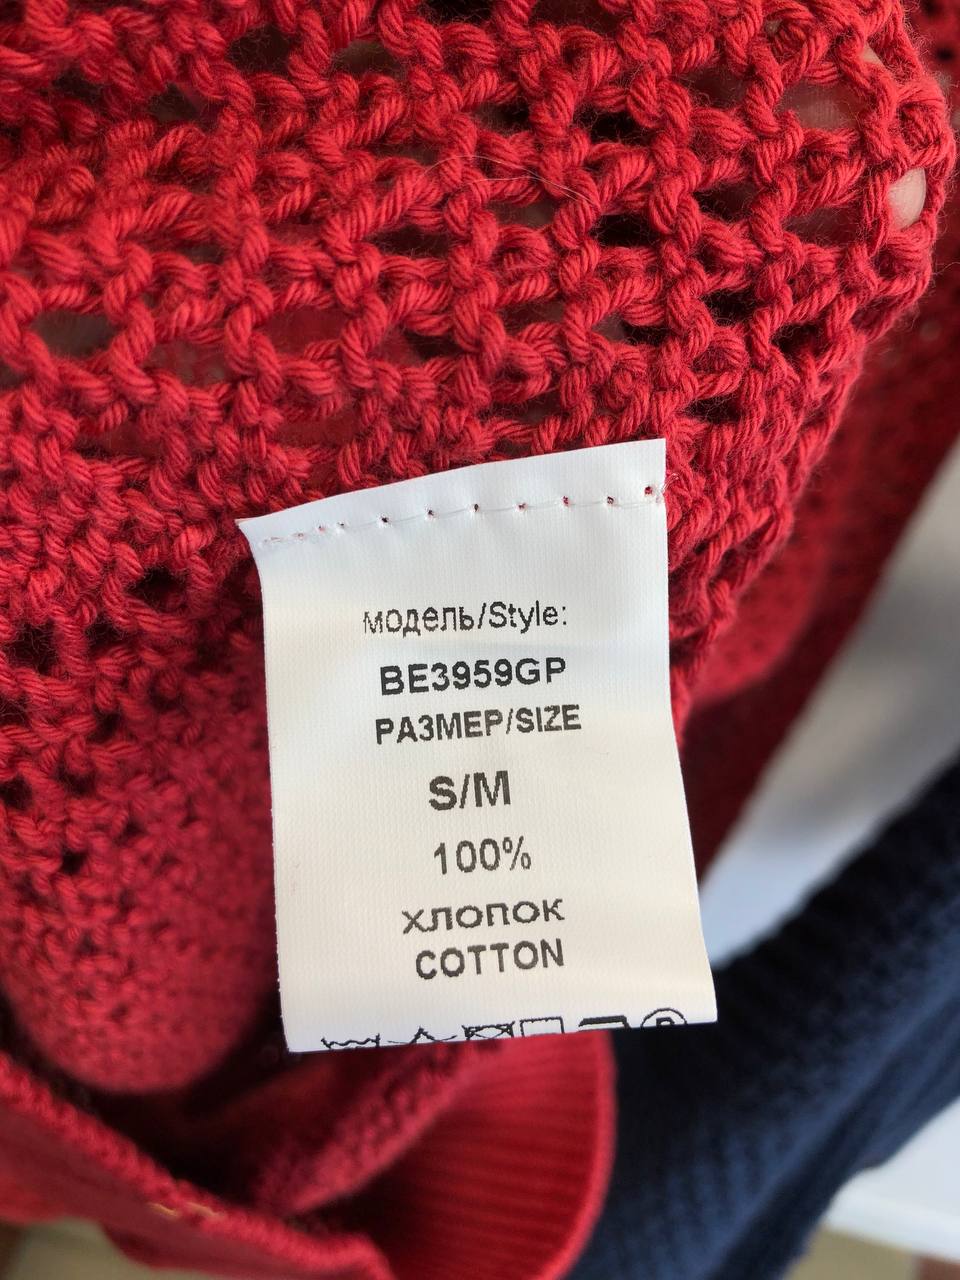 модель/Style:
BE3959GP
РАЗМЕР/SIZE
S/M
100%
ХЛОПОК
COTTON